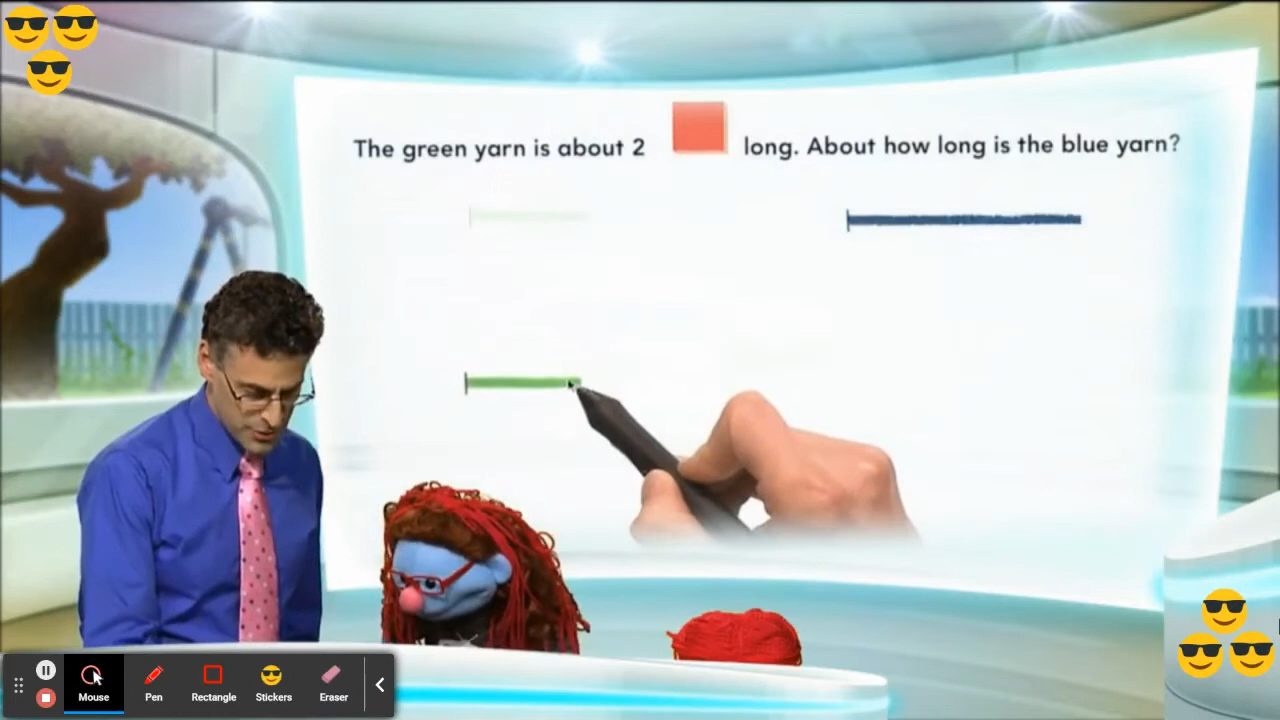 The green yarn is about 2 long. About how long is the blue yarn?
Mouse
Pen
Rectangle
Stickers
Eraser